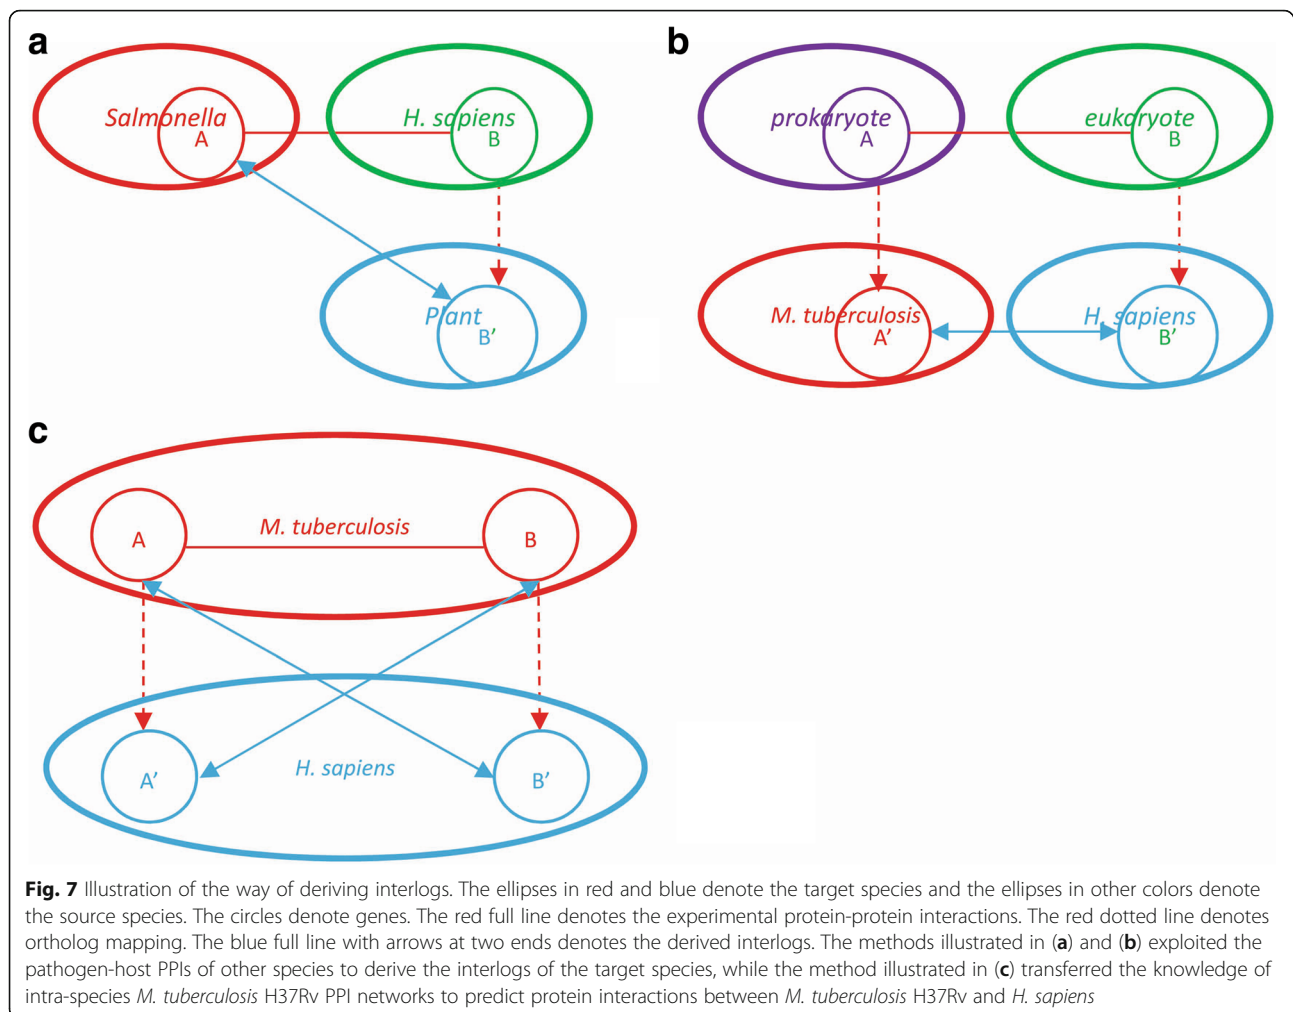 a
b
Salmonella
A
H. sapiens
B
prokaryote
A
eukaryote
B
Plant
B’
M. tuberculosis
A’
H. sapiens
B’
c
A
M. tuberculosis
B
A’
H. sapiens
B’
Fig. 7 Illustration of the way of deriving interlogs. The ellipses in red and blue denote the target species and the ellipses in other colors denote
the source species. The circles denote genes. The red full line denotes the experimental protein-protein interactions. The red dotted line denotes
ortholog mapping. The blue full line with arrows at two ends denotes the derived interlogs. The methods illustrated in (a) and (b) exploited the
pathogen-host PPIs of other species to derive the interlogs of the target species, while the method illustrated in (c) transferred the knowledge of
intra-species M. tuberculosis H37Rv PPI networks to predict protein interactions between M. tuberculosis H37Rv and H. sapiens